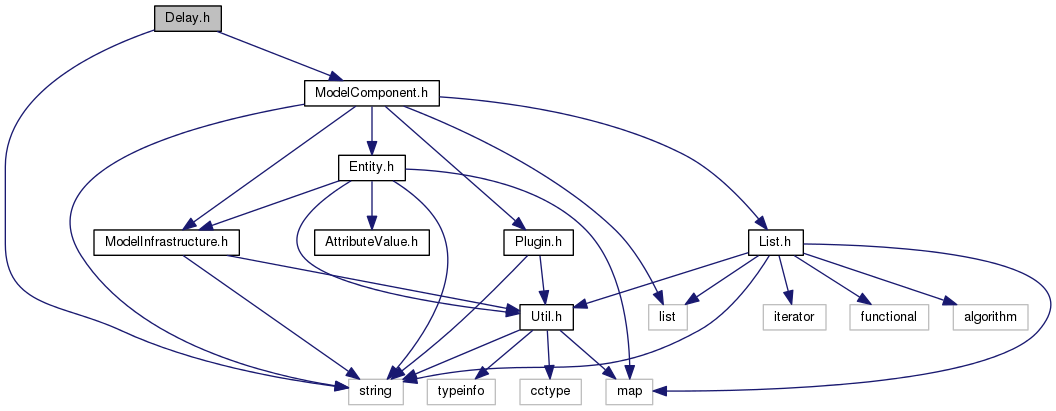 Delay.h
ModelComponent.h
Entity.h
ModelInfrastructure.h
AttributeValue.h
Plugin.h
List.h
Util.h
list
iterator
functional
algorithm
string
typeinfo
cctype
map